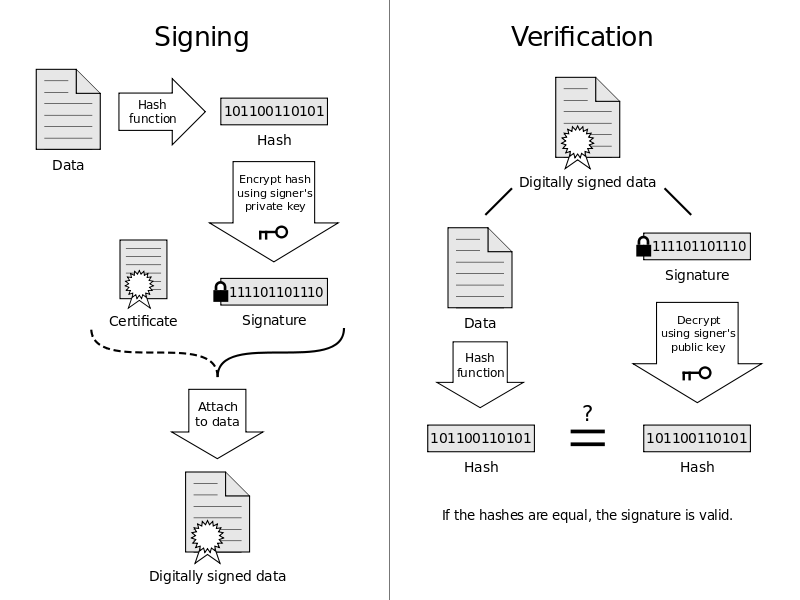 Signing
Hash
function
101100110101
Hash
Data
Encrypt hash
using signer's
private key
111101101110
Certificate
Signature
Attach
to data
Digitally signed data
Verification
Digitally signed data
111101101110
Signature
Data
Decrypt
using signer's
public key
Hash
function
?
101100110101
101100110101
Hash
Hash
If the hashes are equal, the signature is valid.